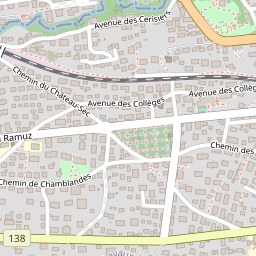 Avenue des Cerisiers
Chemin du Château-Sec
Avenue des Collèges
Avenue des Collè
Ramuz
Chemin des
Chemin de Chamblandes
138